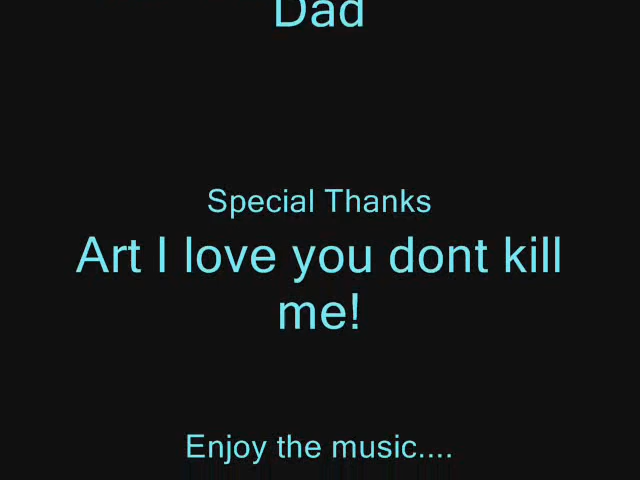 Dad
Special Thanks
Art I love you dont kill
me!
Enjoy the music....